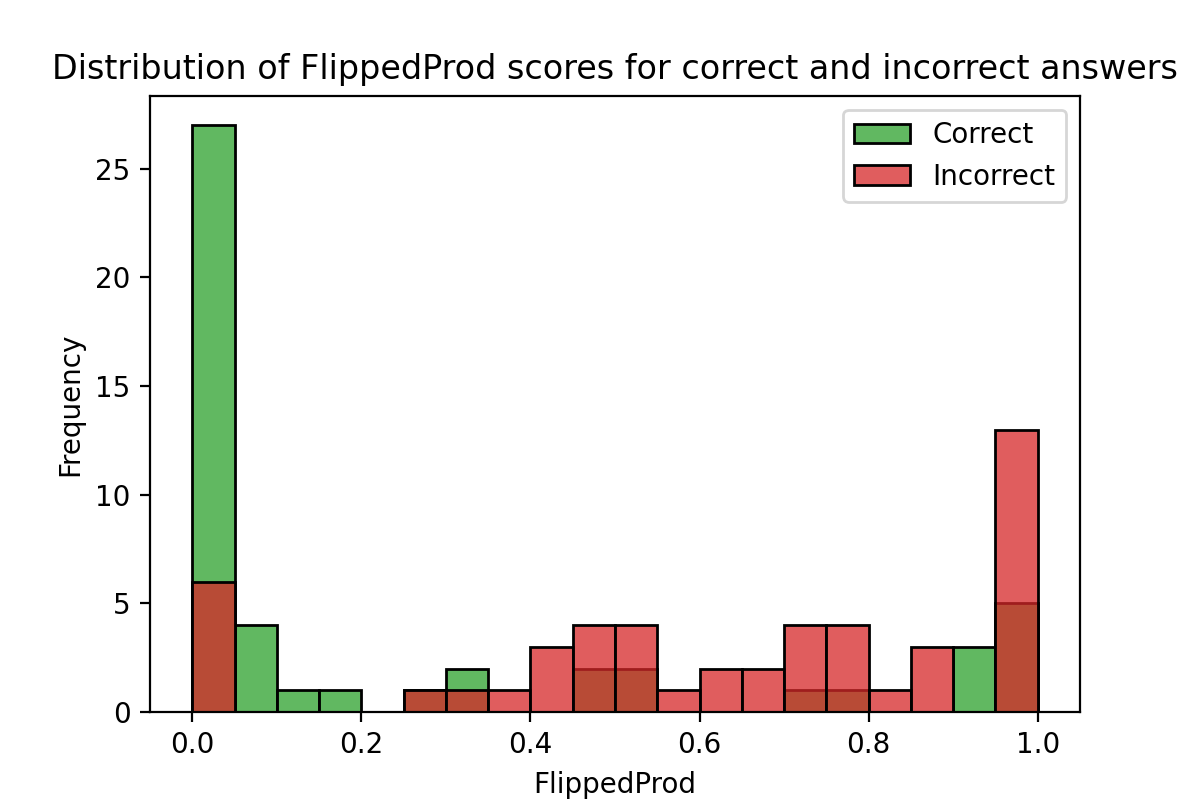 Distribution of FlippedProd scores for correct and incorrect answers
Correct
Incorrect
Frequency
25
20
15
10
5
0
0.0 0.2 0.4 0.6 0.8 1.0
FlippedProd